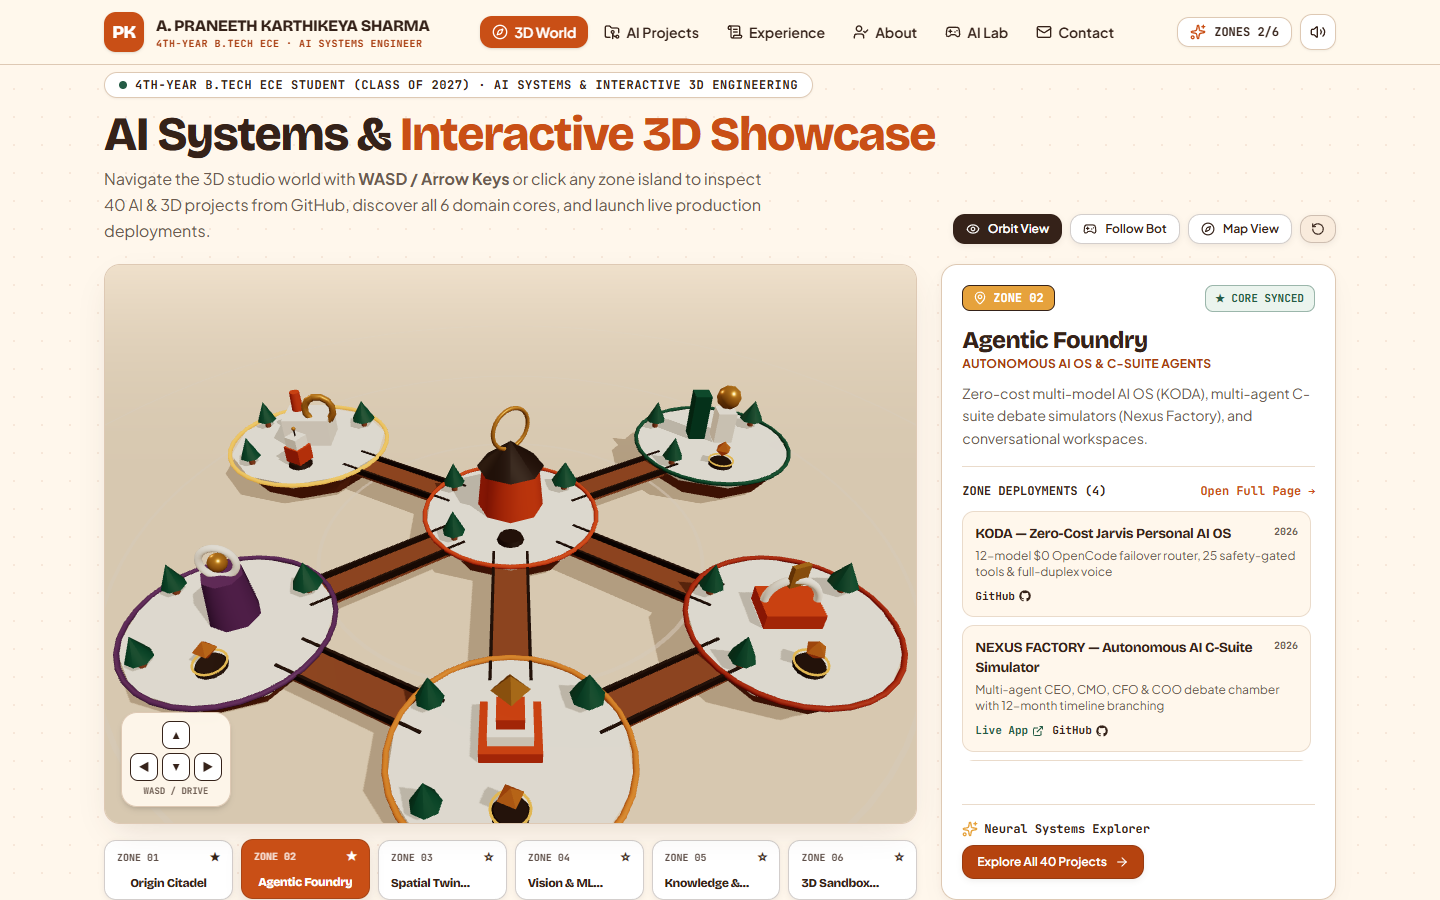 PK
A. PRANEETH KARTHIKEYA SHARMA
4TH-YEAR B.TECH ECE · AI SYSTEMS ENGINEER
3D World
AI Projects
Experience
About
AI Lab
Contact
ZONES 2/6
4TH-YEAR B.TECH ECE STUDENT (CLASS OF 2027) · AI SYSTEMS & INTERACTIVE 3D ENGINEERING
AI Systems & Interactive 3D Showcase
Navigate the 3D studio world with WASD / Arrow Keys or click any zone island to inspect
40 AI & 3D projects from GitHub, discover all 6 domain cores, and launch live production
deployments.
Orbit View
Follow Bot
Map View
WASD / DRIVE
ZONE 02
★ CORE SYNCED
Agentic Foundry
AUTONOMOUS AI OS & C-SUITE AGENTS
Zero-cost multi-model AI OS (KODA), multi-agent C-
suite debate simulators (Nexus Factory), and
conversational workspaces.
ZONE DEPLOYMENTS (4)
Open Full Page →
KODA — Zero-Cost Jarvis Personal AI OS
2026
12-model $0 OpenCode failover router, 25 safety-gated
tools & full-duplex voice
GitHub
NEXUS FACTORY — Autonomous AI C-Suite
Simulator
2026
Multi-agent CEO, CMO, CFO & COO debate chamber
with 12-month timeline branching
Live App
GitHub
Neural Systems Explorer
Explore All 40 Projects →
ZONE 01 ★
Origin Citadel
ZONE 02 ★
Agentic Foundry
ZONE 03 ☆
Spatial Twin...
ZONE 04 ☆
Vision & ML...
ZONE 05 ☆
Knowledge &...
ZONE 06 ☆
3D Sandbox...